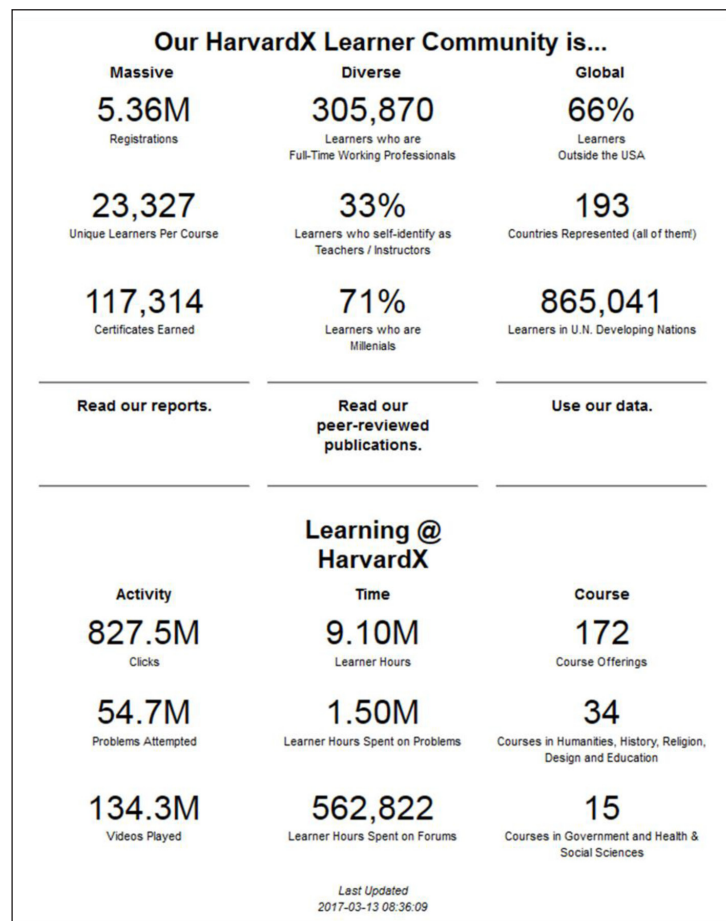 Our HarvardX Learner Community is...
Massive
Diverse
Global
5.36M
Registrations
305,870
Learners who are
Full-Time Working Professionals
66%
Learners
Outside the USA
23,327
Unique Learners Per Course
33%
Learners who self-identify as
Teachers / Instructors
193
Countries Represented (all of them!)
117,314
Certificates Earned
71%
Learners who are
Millenials
865,041
Learners in U.N. Developing Nations
Read our reports.
Read our
peer-reviewed
publications.
Use our data.
Learning @
HarvardX
Activity
Time
Course
827.5M
Clicks
9.10M
Learner Hours
172
Course Offerings
54.7M
Problems Attempted
1.50M
Learner Hours Spent on Problems
34
Courses in Humanities, History, Religion,
Design and Education
134.3M
Videos Played
562,822
Learner Hours Spent on Forums
15
Courses in Government and Health &
Social Sciences
Last Updated
2017-03-13 08:36:09